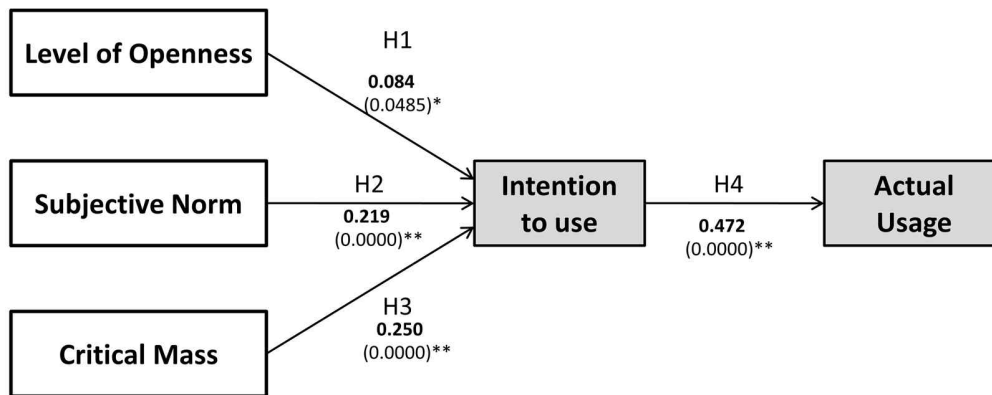 Level of Openness
H1
0.084
(0.0485)*
Subjective Norm
H2
0.219
(0.0000)**
Intention
to use
H4
0.472
(0.0000)**
Actual
Usage
Critical Mass
H3
0.250
(0.0000)**